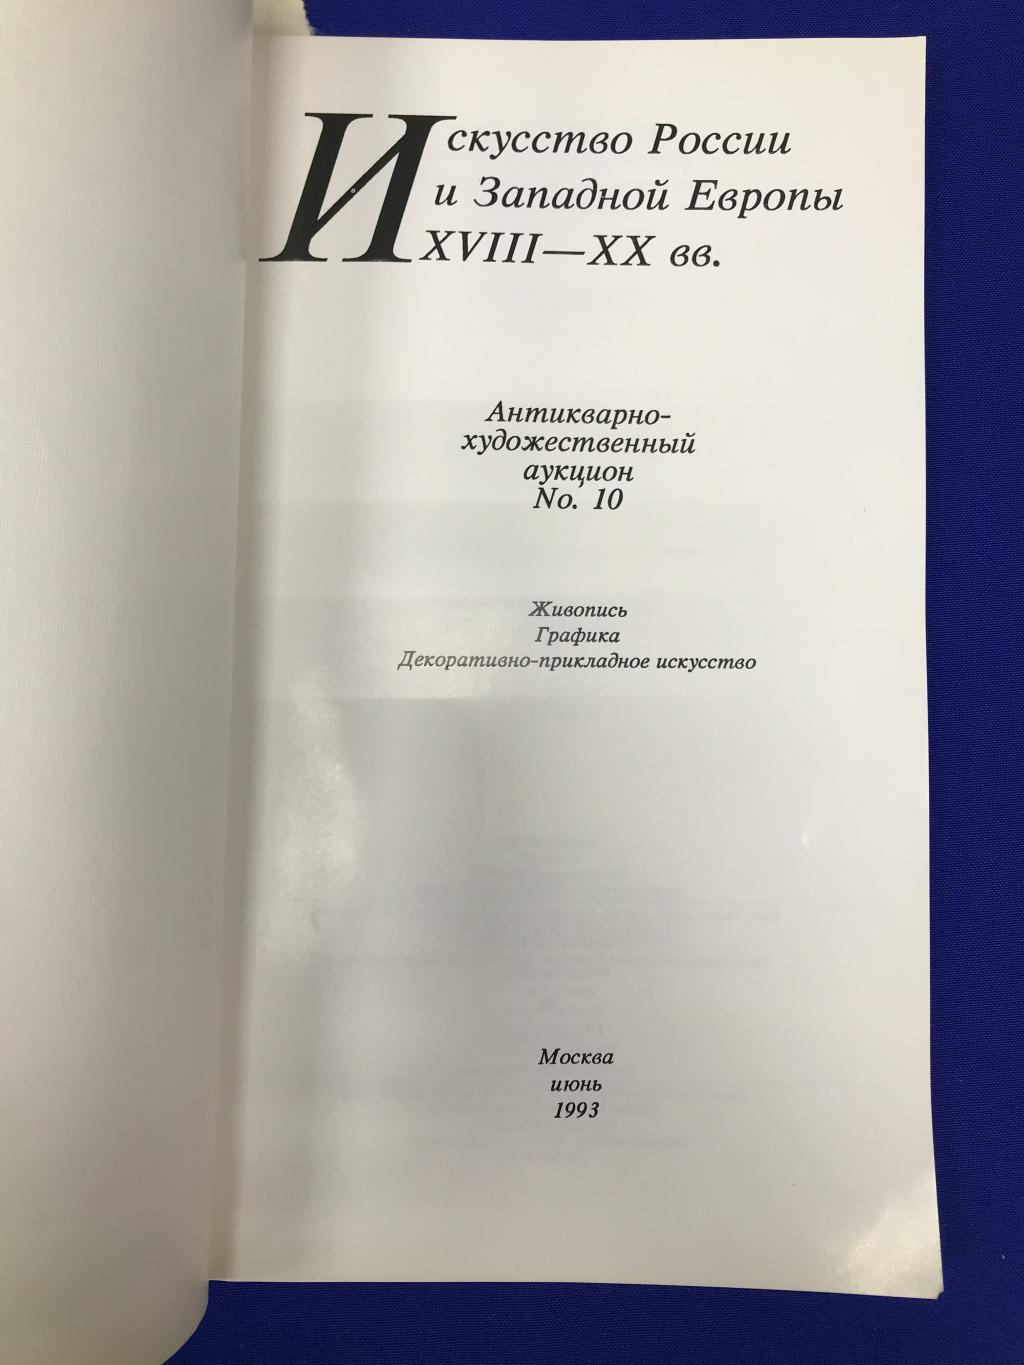 Искусство России
и Западной Европы
XVIII—XX вв.
Антикварно-
художественный
аукцион
No. 10
Живопись
Графика
Декоративно-прикладное искусство
Москва
июнь
1993